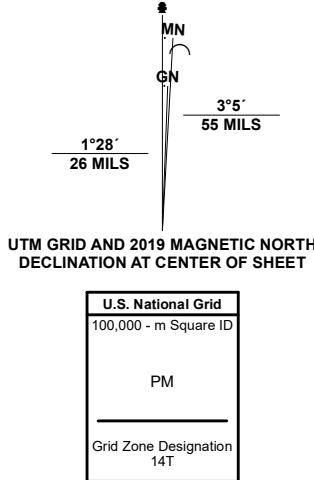 MN
GN
3°5´
55 MILS
1°28´
26 MILS
UTM GRID AND 2019 MAGNETIC NORTH
DECLINATION AT CENTER OF SHEET
U.S. National Grid
100,000 - m Square ID
PM
Grid Zone Designation
14T